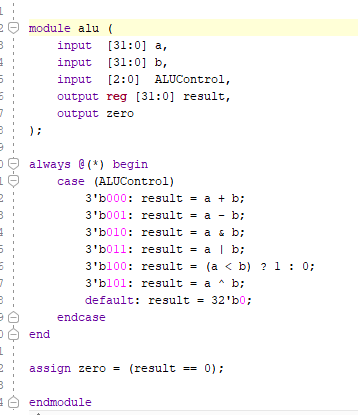 module alu (
input [31:0] a,
input [31:0] b,
input [2:0] ALUControl,
output reg [31:0] result,
output zero
);
always @(*) begin
case (ALUControl)
3'b000: result = a + b;
3'b001: result = a - b;
3'b010: result = a & b;
3'b011: result = a | b;
3'b100: result = (a < b) ? 1 : 0;
3'b101: result = a ^ b;
default: result = 32'b0;
endcase
end
assign zero = (result == 0);
endmodule